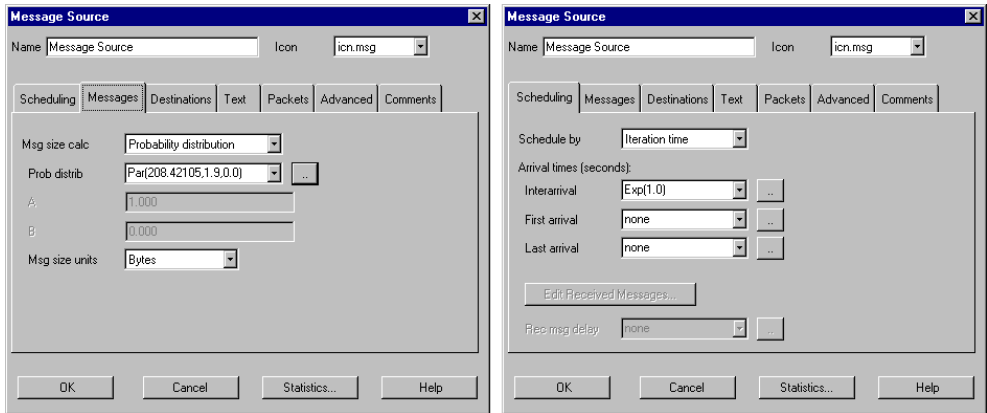 Message Source
Name Message Source Icon icn.msg
Scheduling Messages Destinations Text Packets Advanced Comments
Msg size calc Probability distribution
Prob distrib Par(208.42105,1.9,0.0) ..
A 1.000
B 0.000
Msg size units Bytes
OK Cancel Statistics... Help
Message Source
Name Message Source Icon icn.msg
Scheduling Messages Destinations Text Packets Advanced Comments
Schedule by Iteration time
Arrival times (seconds):
Interarrival Exp(1.0) ..
First arrival none ..
Last arrival none ..
Edit Received Messages...
Rec msg delay none ..
OK Cancel Statistics... Help